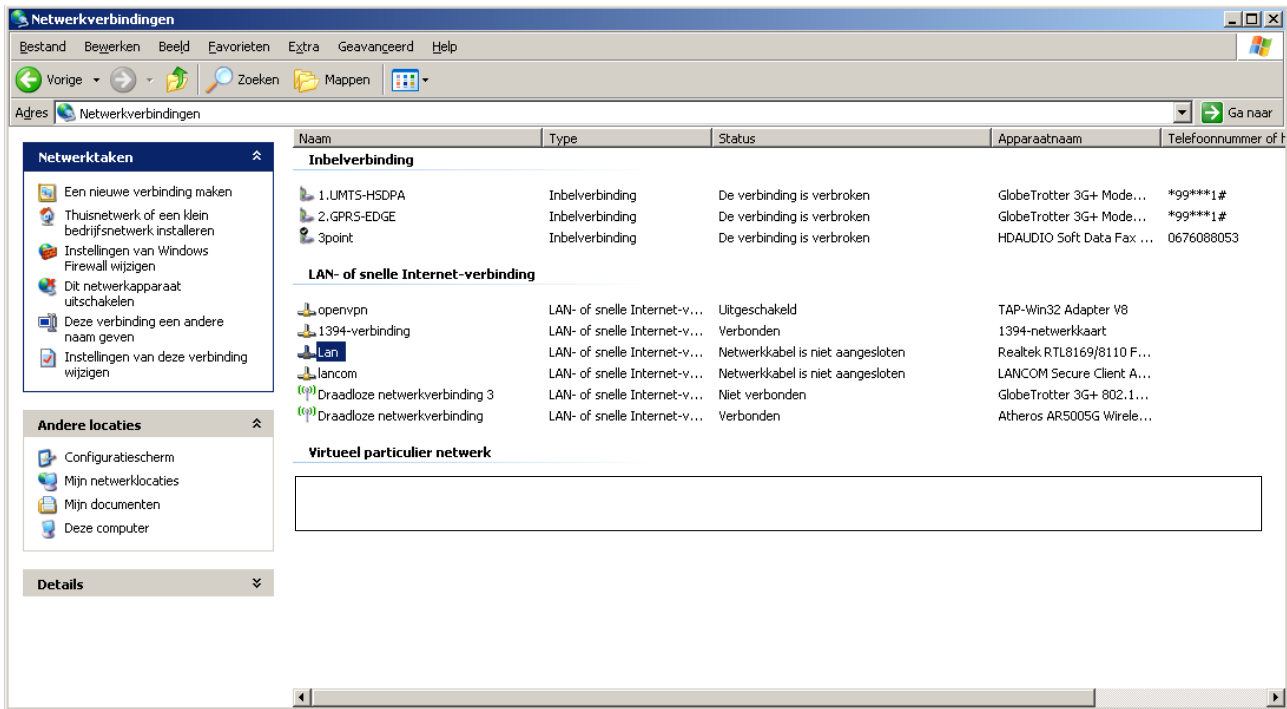 Netwerkverbindingen
Bestand Bewerken Beeld Favorieten Extra Geavanceerd Help
Vorige Zoeken Mappen
Adres Netwerkverbindingen Ga naar
Netwerktaken
Een nieuwe verbinding maken
Thuisnetwerk of een klein
bedrijfsnetwerk installeren
Instellingen van Windows
Firewall wijzigen
Dit netwerkapparaat
uitschakelen
Deze verbinding een andere
naam geven
Instellingen van deze verbinding
wijzigen
Andere locaties
Configuratiescherm
Mijn netwerklocaties
Mijn documenten
Deze computer
Details
Naam Type Status Apparaatnaam Telefoonnummer of h
Inbelverbinding
1.UMTS-HSDPA Inbelverbinding De verbinding is verbroken GlobeTrotter 3G+ Mode... *99***1#
2.GPRS-EDGE Inbelverbinding De verbinding is verbroken GlobeTrotter 3G+ Mode... *99***1#
3point Inbelverbinding De verbinding is verbroken HDAUDIO Soft Data Fax ... 0676088053
LAN- of snelle Internet-verbinding
openvpn LAN- of snelle Internet-v... Uitgeschakeld TAP-Win32 Adapter V8
1394-verbinding LAN- of snelle Internet-v... Verbonden 1394-netwerkkaart
Lan LAN- of snelle Internet-v... Netwerkkabel is niet aangesloten Realtek RTL8169/8110 F...
lancom LAN- of snelle Internet-v... Netwerkkabel is niet aangesloten LANCOM Secure Client A...
Draadloze netwerkverbinding 3 LAN- of snelle Internet-v... Niet verbonden GlobeTrotter 3G+ 802.1...
Draadloze netwerkverbinding LAN- of snelle Internet-v... Verbonden Atheros AR5005G Wirele...
Virtueel particulier netwerk